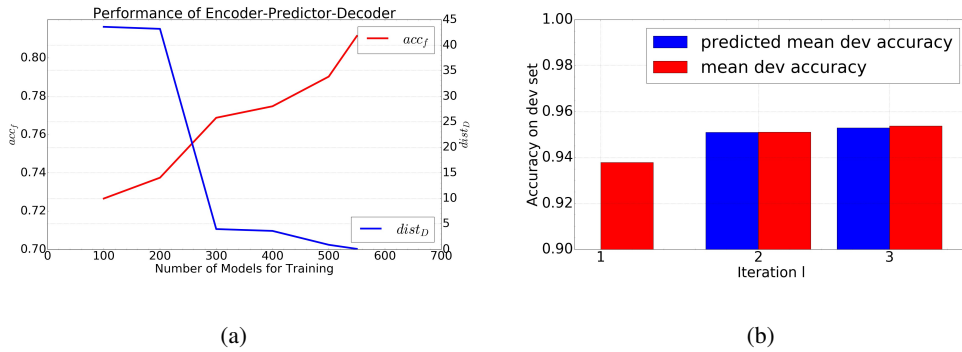 Performance of Encoder-Predictor-Decoder
acc_f
dist_D
0.80
0.78
0.76
0.74
0.72
0.70
acc_f
45
40
35
30
25
20
15
10
5
0
dist_D
0 100 200 300 400 500 600 700
Number of Models for Training
(a)
predicted mean dev accuracy
mean dev accuracy
1.00
0.98
0.96
0.94
0.92
0.90
Accuracy on dev set
1 2 3
Iteration l
(b)